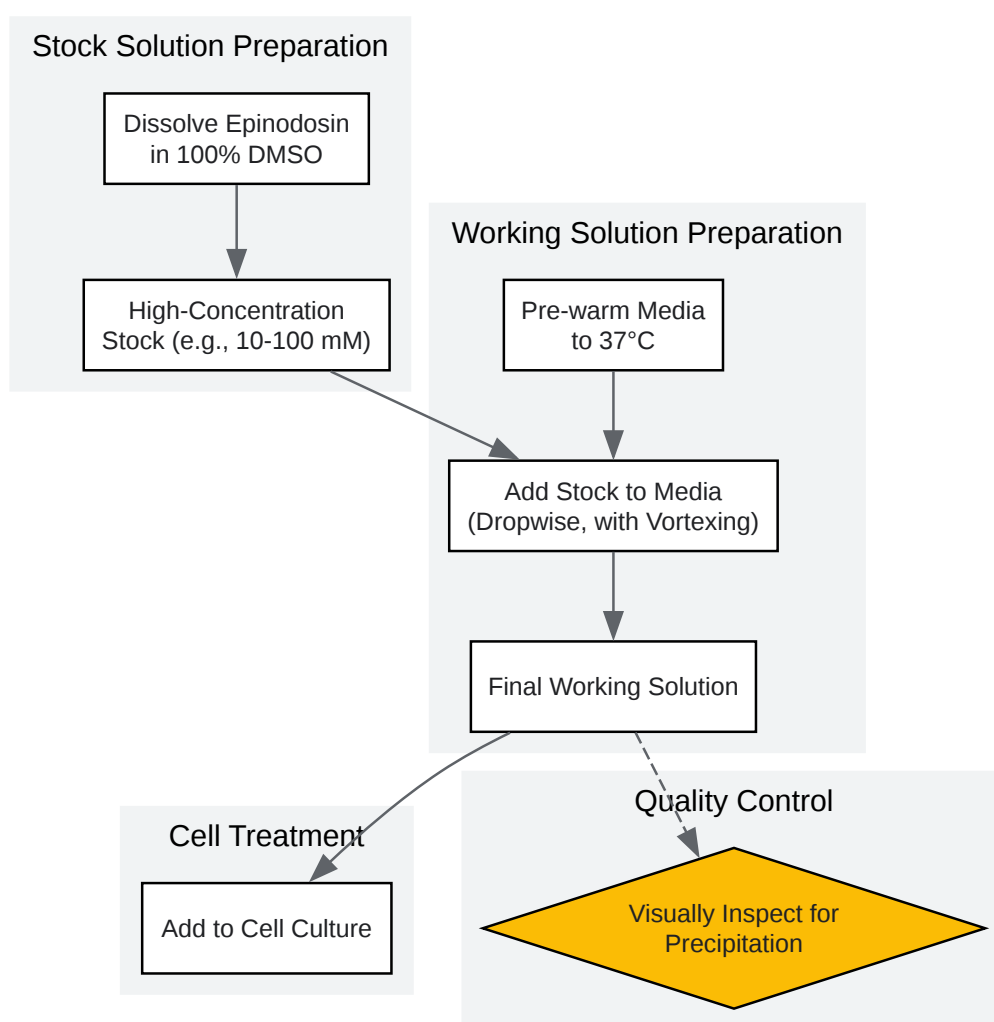 Stock Solution Preparation
Dissolve Epinodosin
in 100% DMSO
High-Concentration
Stock (e.g., 10-100 mM)
Working Solution Preparation
Pre-warm Media
to 37°C
Add Stock to Media
(Dropwise, with Vortexing)
Final Working Solution
Cell Treatment
Add to Cell Culture
Quality Control
Visually Inspect for
Precipitation